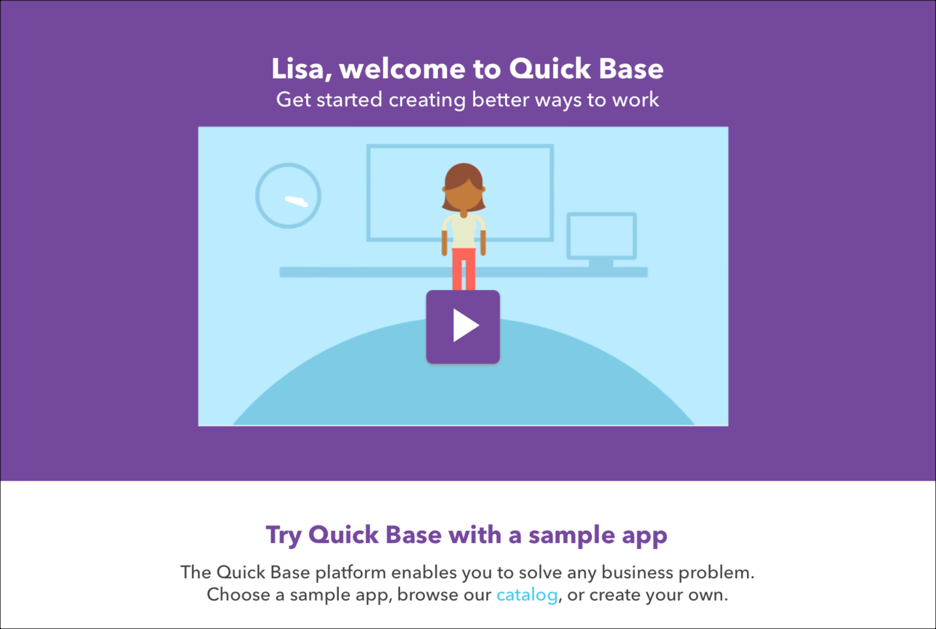 Lisa, welcome to Quick Base
Get started creating better ways to work
Try Quick Base with a sample app
The Quick Base platform enables you to solve any business problem.
Choose a sample app, browse our catalog, or create your own.